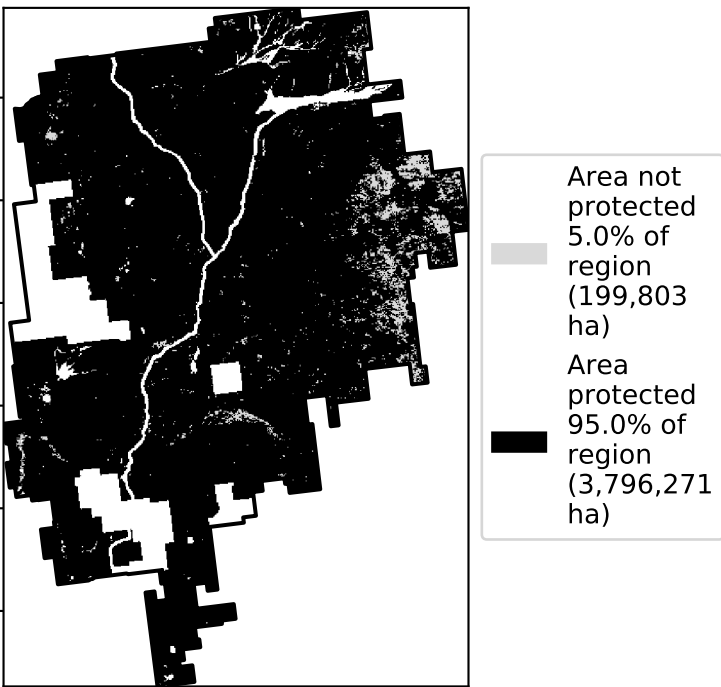 Area not
protected
5.0% of
region
(199,803
ha)
Area
protected
95.0% of
region
(3,796,271
ha)